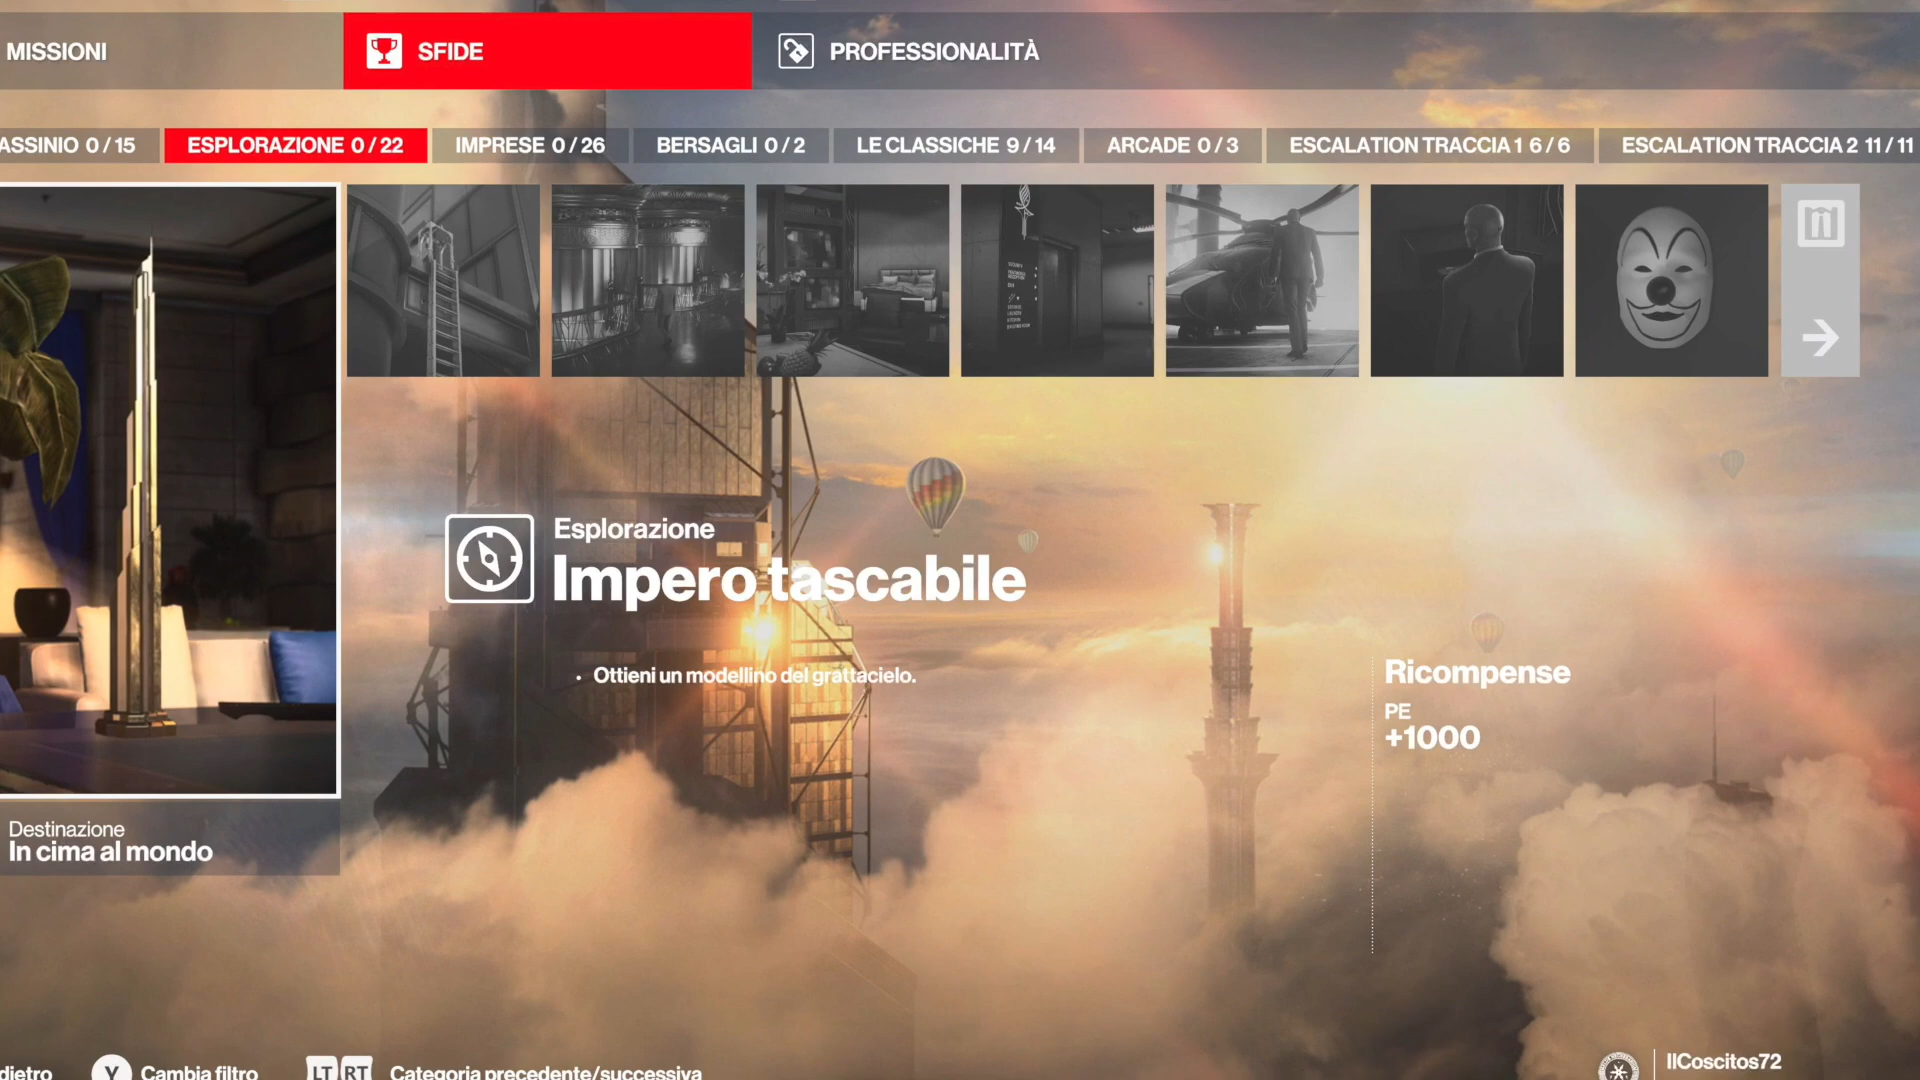 MISSIONI
SFIDE
PROFESSIONALITÀ
ASSINIO 0 / 15
ESPLORAZIONE 0 / 22
IMPRESE 0 / 26
BERSAGLI 0 / 2
LE CLASSICHE 9 / 14
ARCADE 0 / 3
ESCALATION TRACCIA 1 6 / 6
ESCALATION TRACCIA 2 11 / 11
Esplorazione
Impero tascabile
• Ottieni un modellino del grattacielo.
Ricompense
PE
+1000
Destinazione
In cima al mondo
dietro
Y Cambia filtro
LT RT Categoria precedente/successiva
IlCoscitos72